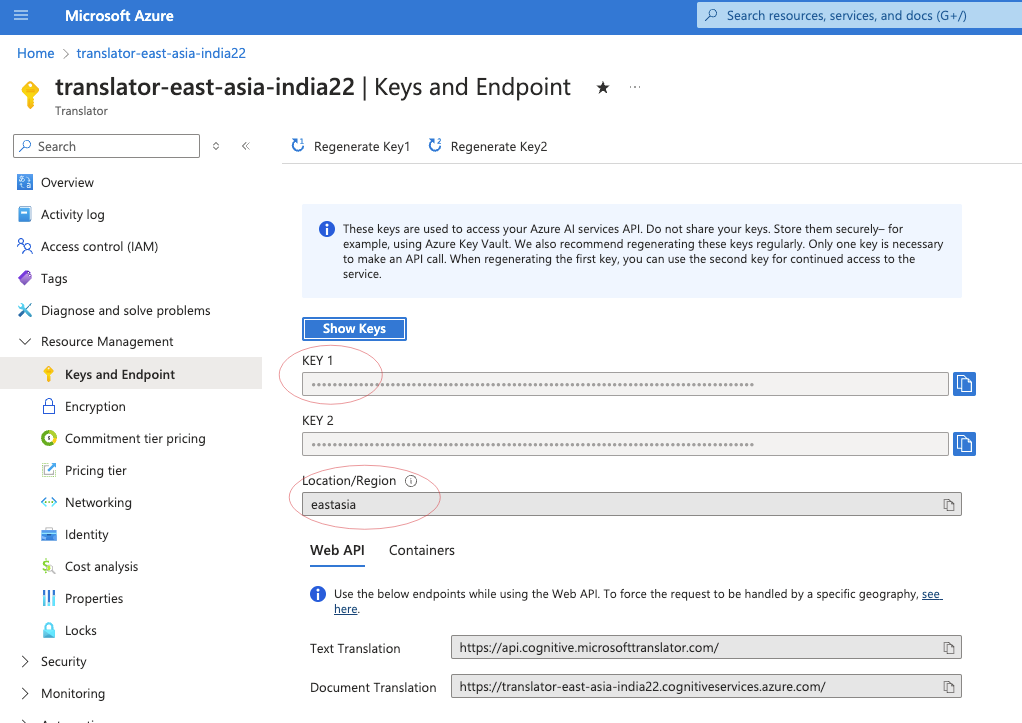 Microsoft Azure
Search resources, services, and docs (G+/)
Home > translator-east-asia-india22
translator-east-asia-india22 | Keys and Endpoint
Translator
Search
Regenerate Key1
Regenerate Key2
Overview
Activity log
Access control (IAM)
Tags
Diagnose and solve problems
Resource Management
Keys and Endpoint
Encryption
Commitment tier pricing
Pricing tier
Networking
Identity
Cost analysis
Properties
Locks
Security
Monitoring
These keys are used to access your Azure AI services API. Do not share your keys. Store them securely– for
example, using Azure Key Vault. We also recommend regenerating these keys regularly. Only one key is necessary
to make an API call. When regenerating the first key, you can use the second key for continued access to the
service.
Show Keys
KEY 1
KEY 2
Location/Region
eastasia
Web API
Containers
Use the below endpoints while using the Web API. To force the request to be handled by a specific geography, see
here.
Text Translation
https://api.cognitive.microsofttranslator.com/
Document Translation
https://translator-east-asia-india22.cognitiveservices.azure.com/